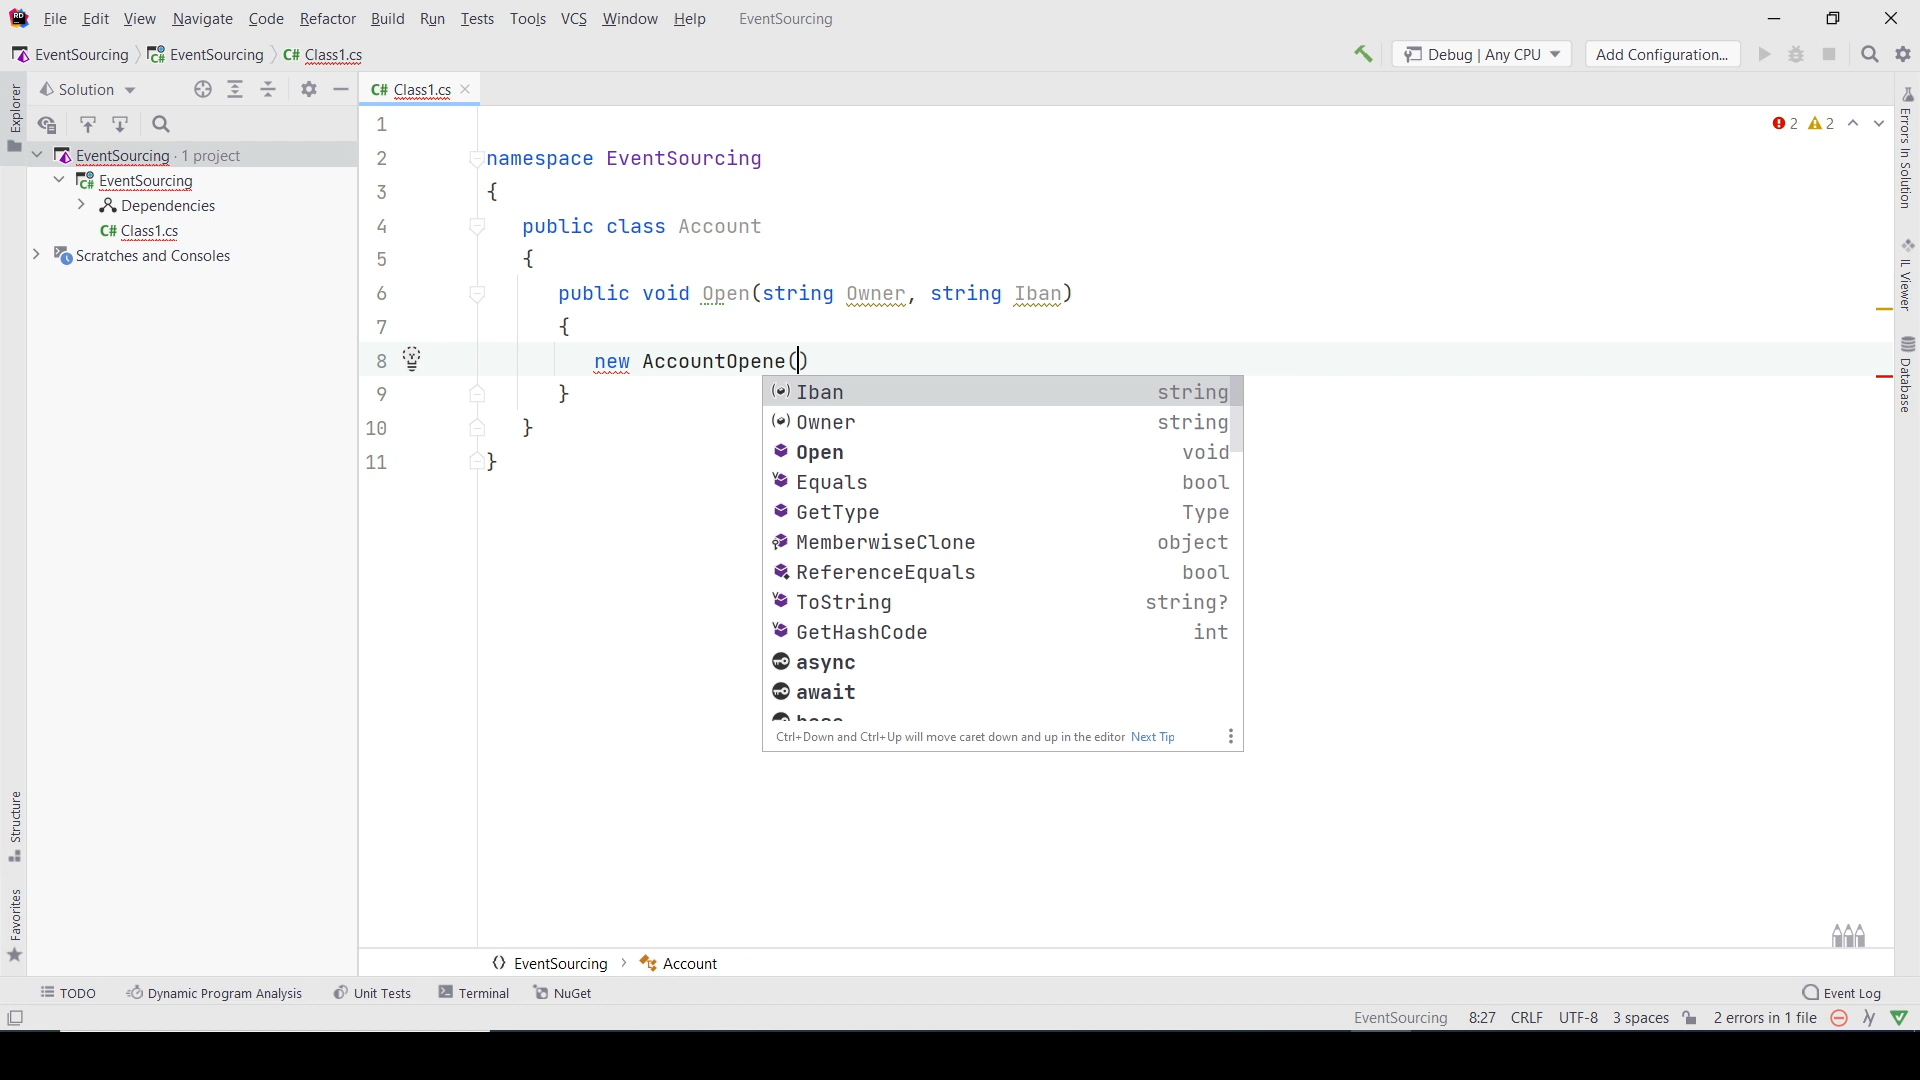 File Edit View Navigate Code Refactor Build Run Tests Tools VCS Window Help EventSourcing
EventSourcing EventSourcing C# Class1.cs Debug | Any CPU Add Configuration...
Solution
C# Class1.cs
Explorer
EventSourcing · 1 project
EventSourcing
Dependencies
C# Class1.cs
Scratches and Consoles
Structure
Favorites
1
2 namespace EventSourcing
3 {
4 public class Account
5 {
6 public void Open(string Owner, string Iban)
7 {
8 new AccountOpene()
9 }
10 }
11 }
2 2
Iban string
Owner string
Open void
Equals bool
GetType Type
MemberwiseClone object
ReferenceEquals bool
ToString string?
GetHashCode int
async
await
Ctrl+Down and Ctrl+Up will move caret down and up in the editor Next Tip
Errors In Solution
IL Viewer
Database
EventSourcing Account
TODO Dynamic Program Analysis Unit Tests Terminal NuGet Event Log
EventSourcing 8:27 CRLF UTF-8 3 spaces 2 errors in 1 file